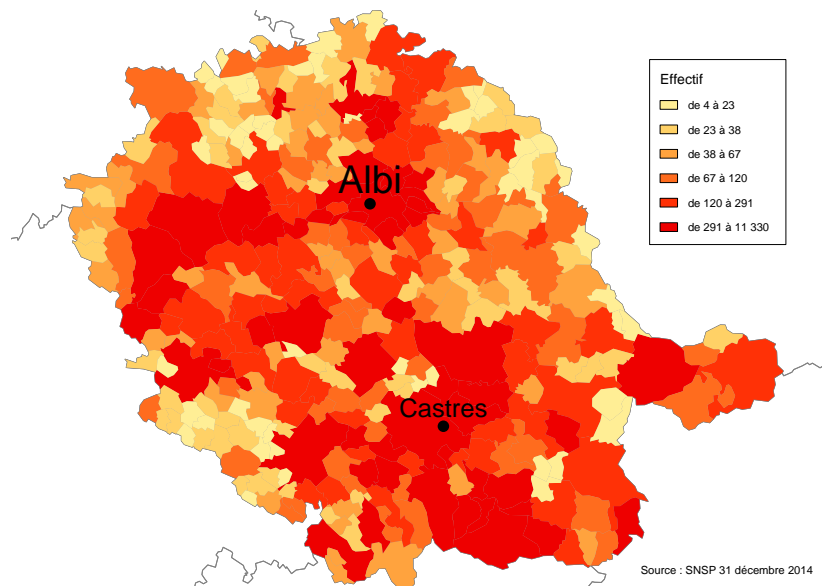 Effectif
de 4 à 23
de 23 à 38
de 38 à 67
de 67 à 120
de 120 à 291
de 291 à 11 330
Albi
Castres
Source : SNSP 31 décembre 2014